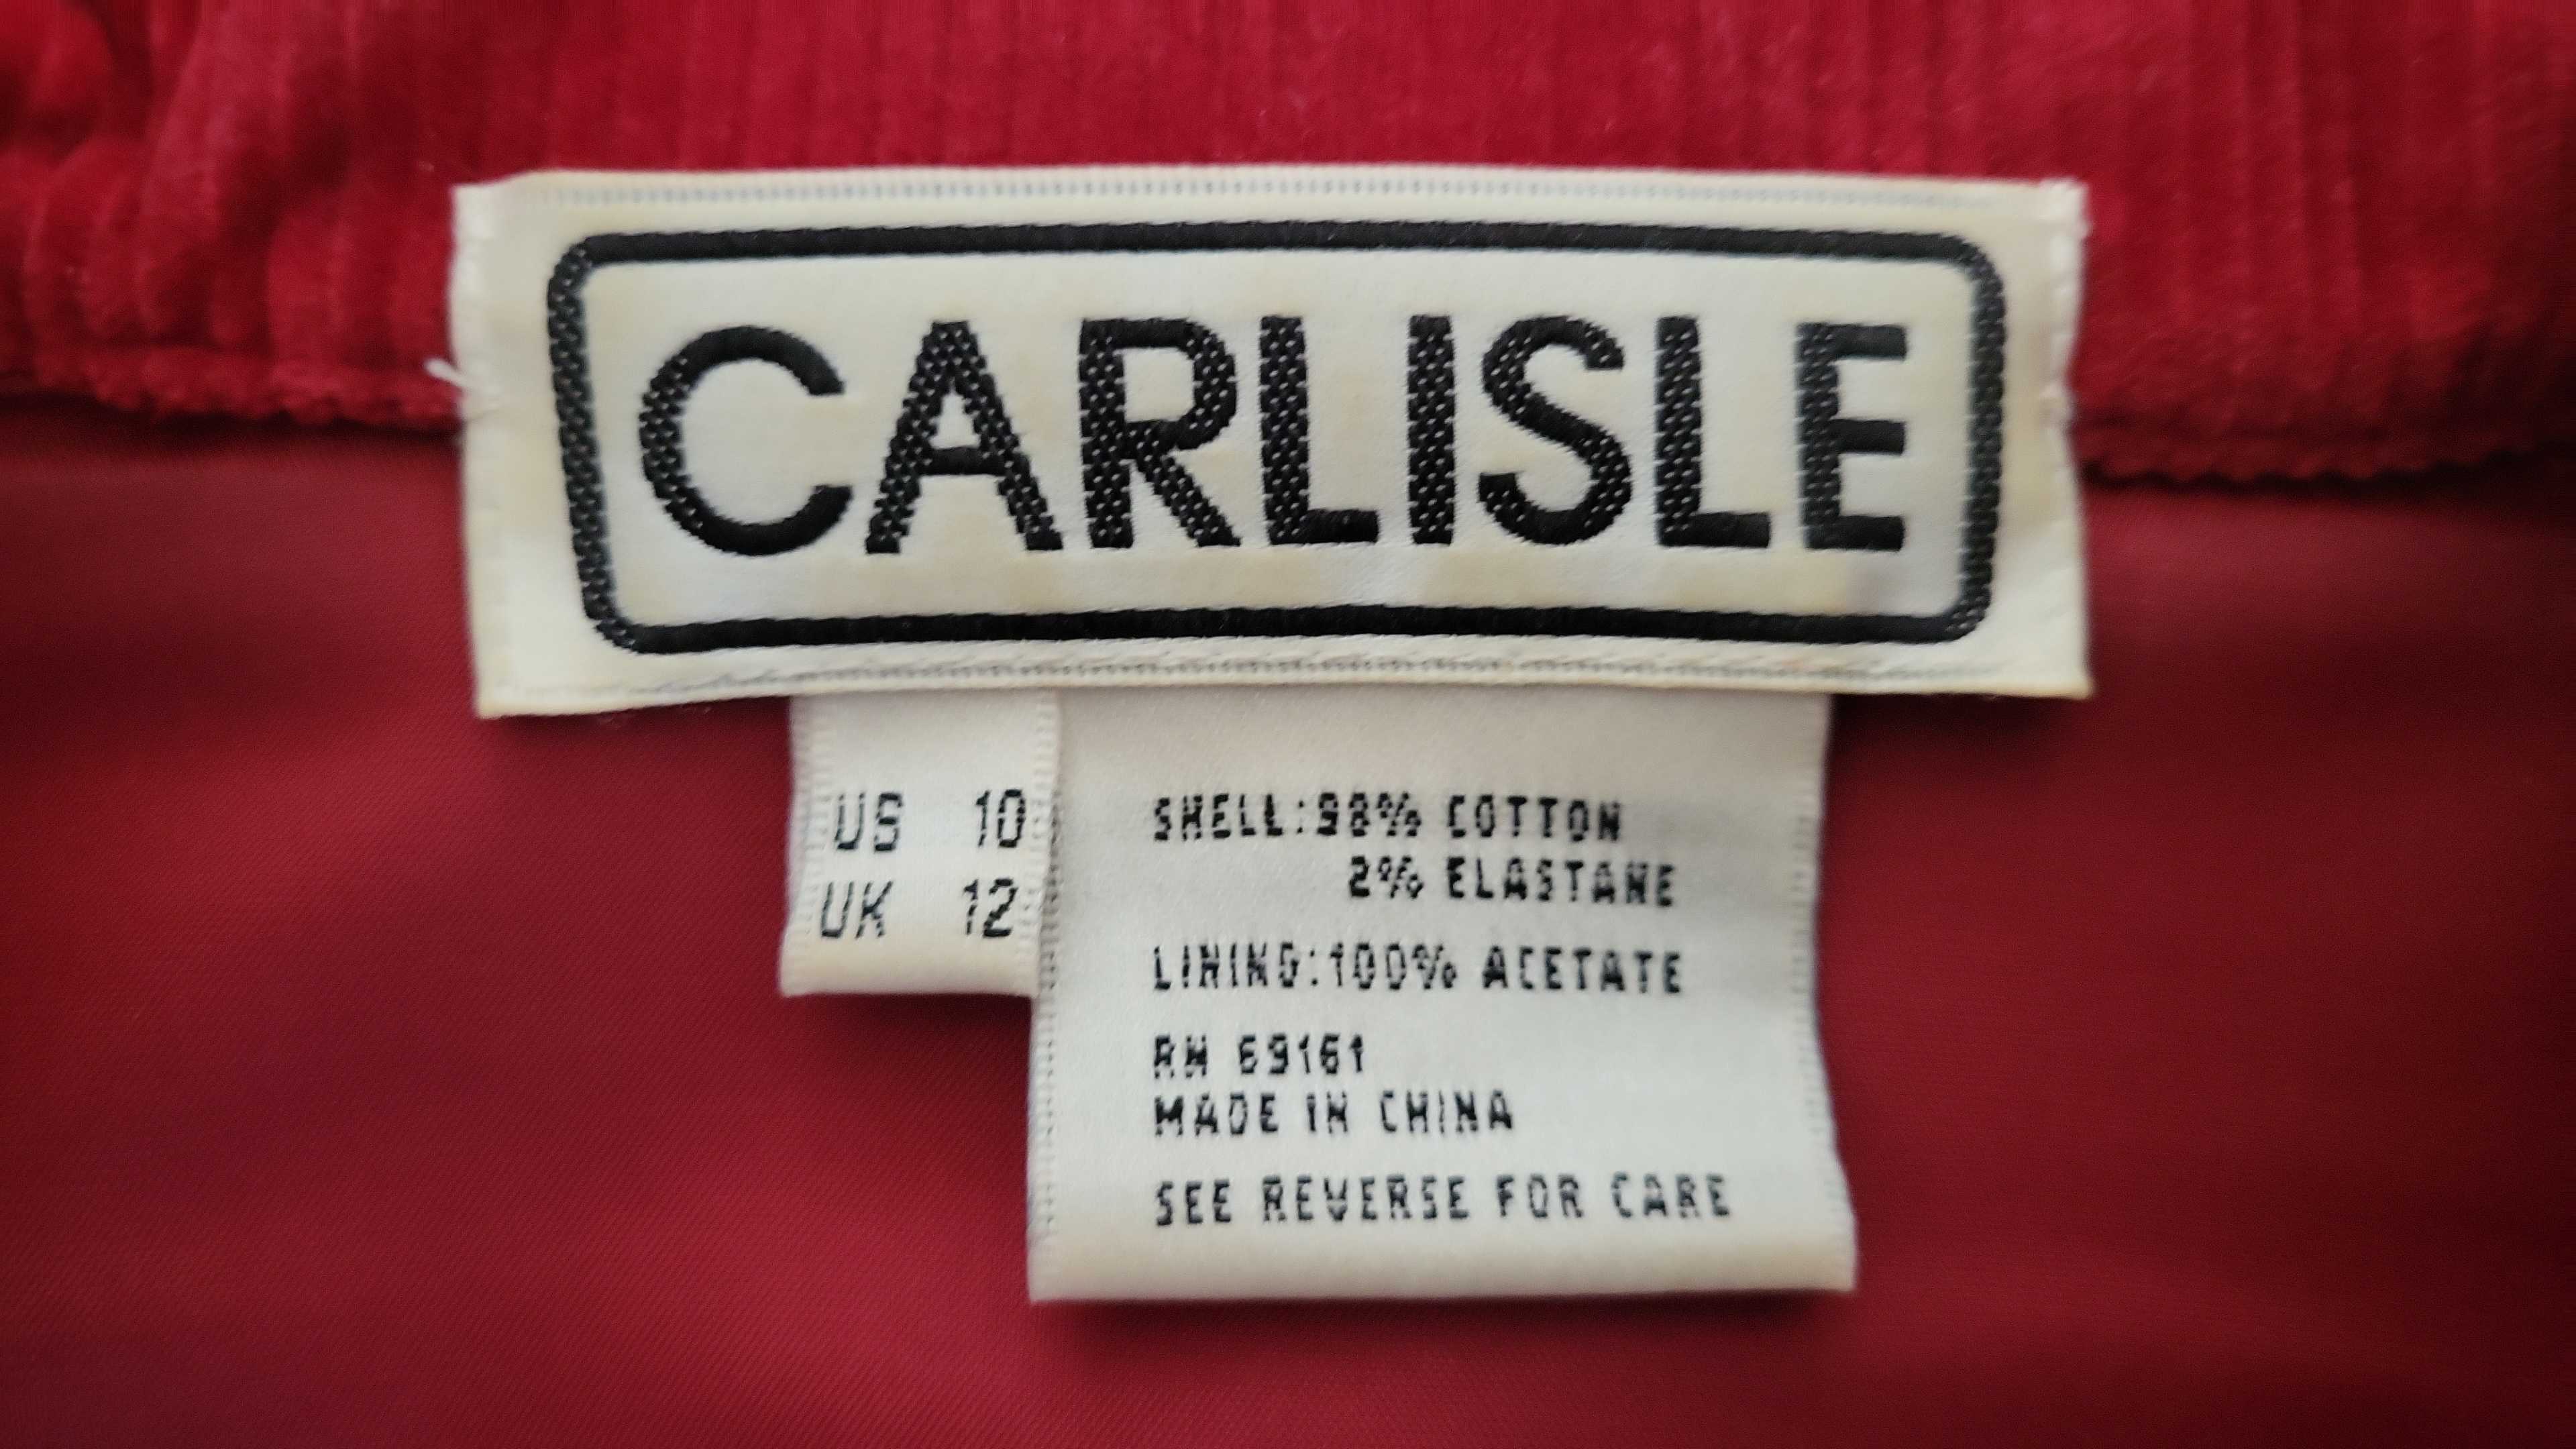 CARLISLE
US 10
UK 12
SHELL:98% COTTON
2% ELASTANE
LINING:100% ACETATE
RN 69161
MADE IN CHINA
SEE REVERSE FOR CARE